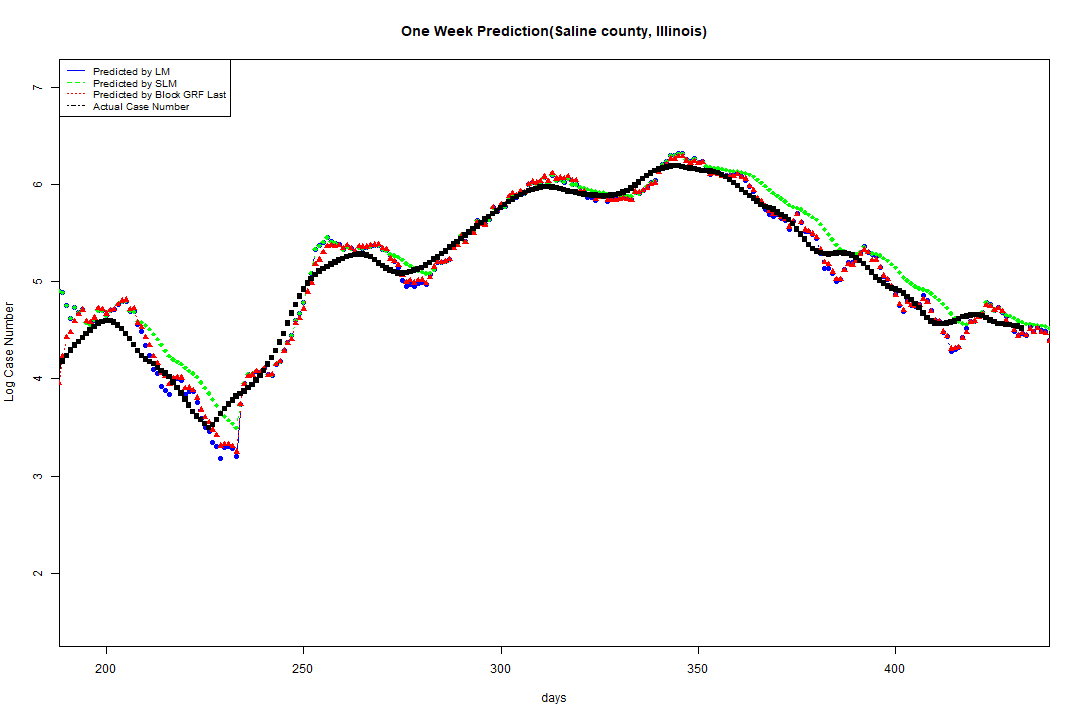 One Week Prediction(Saline county, Illinois)
Predicted by LM
Predicted by SLM
Predicted by Block GRF Last
Actual Case Number
7
6
5
4
3
2
Log Case Number
200 250 300 350 400
days